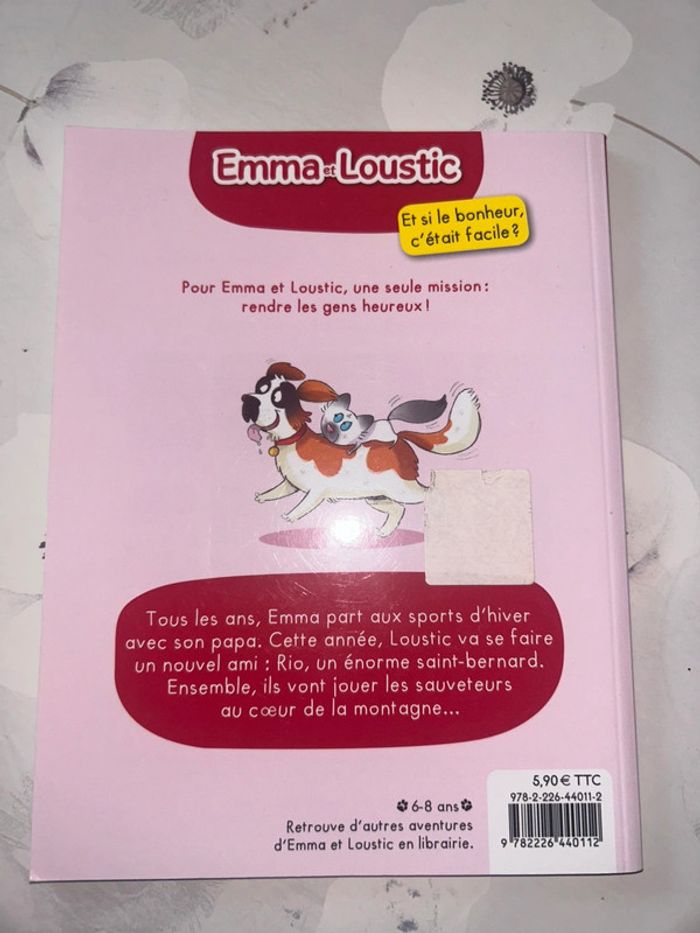 Emma et Loustic
Et si le bonheur,
c'était facile ?
Pour Emma et Loustic, une seule mission :
rendre les gens heureux !
Tous les ans, Emma part aux sports d'hiver
avec son papa. Cette année, Loustic va se faire
un nouvel ami : Rio, un énorme saint-bernard.
Ensemble, ils vont jouer les sauveteurs
au cœur de la montagne...
5,90 € TTC
978-2-226-44011-2
6-8 ans
Retrouve d'autres aventures
d'Emma et Loustic en librairie.
9 782226 440112